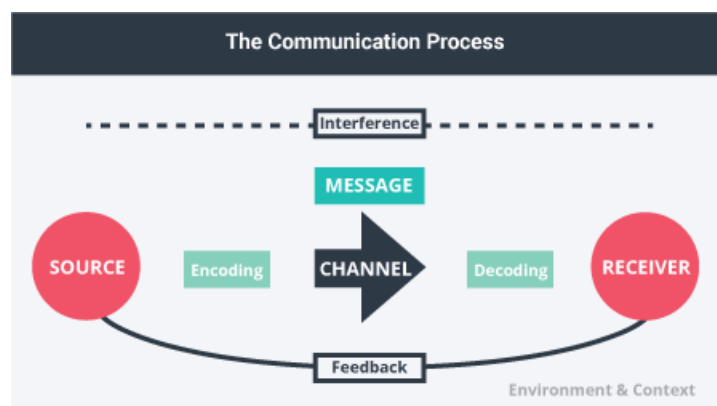 The Communication Process
Interference
MESSAGE
SOURCE
Encoding
CHANNEL
Decoding
RECEIVER
Feedback
Environment & Context